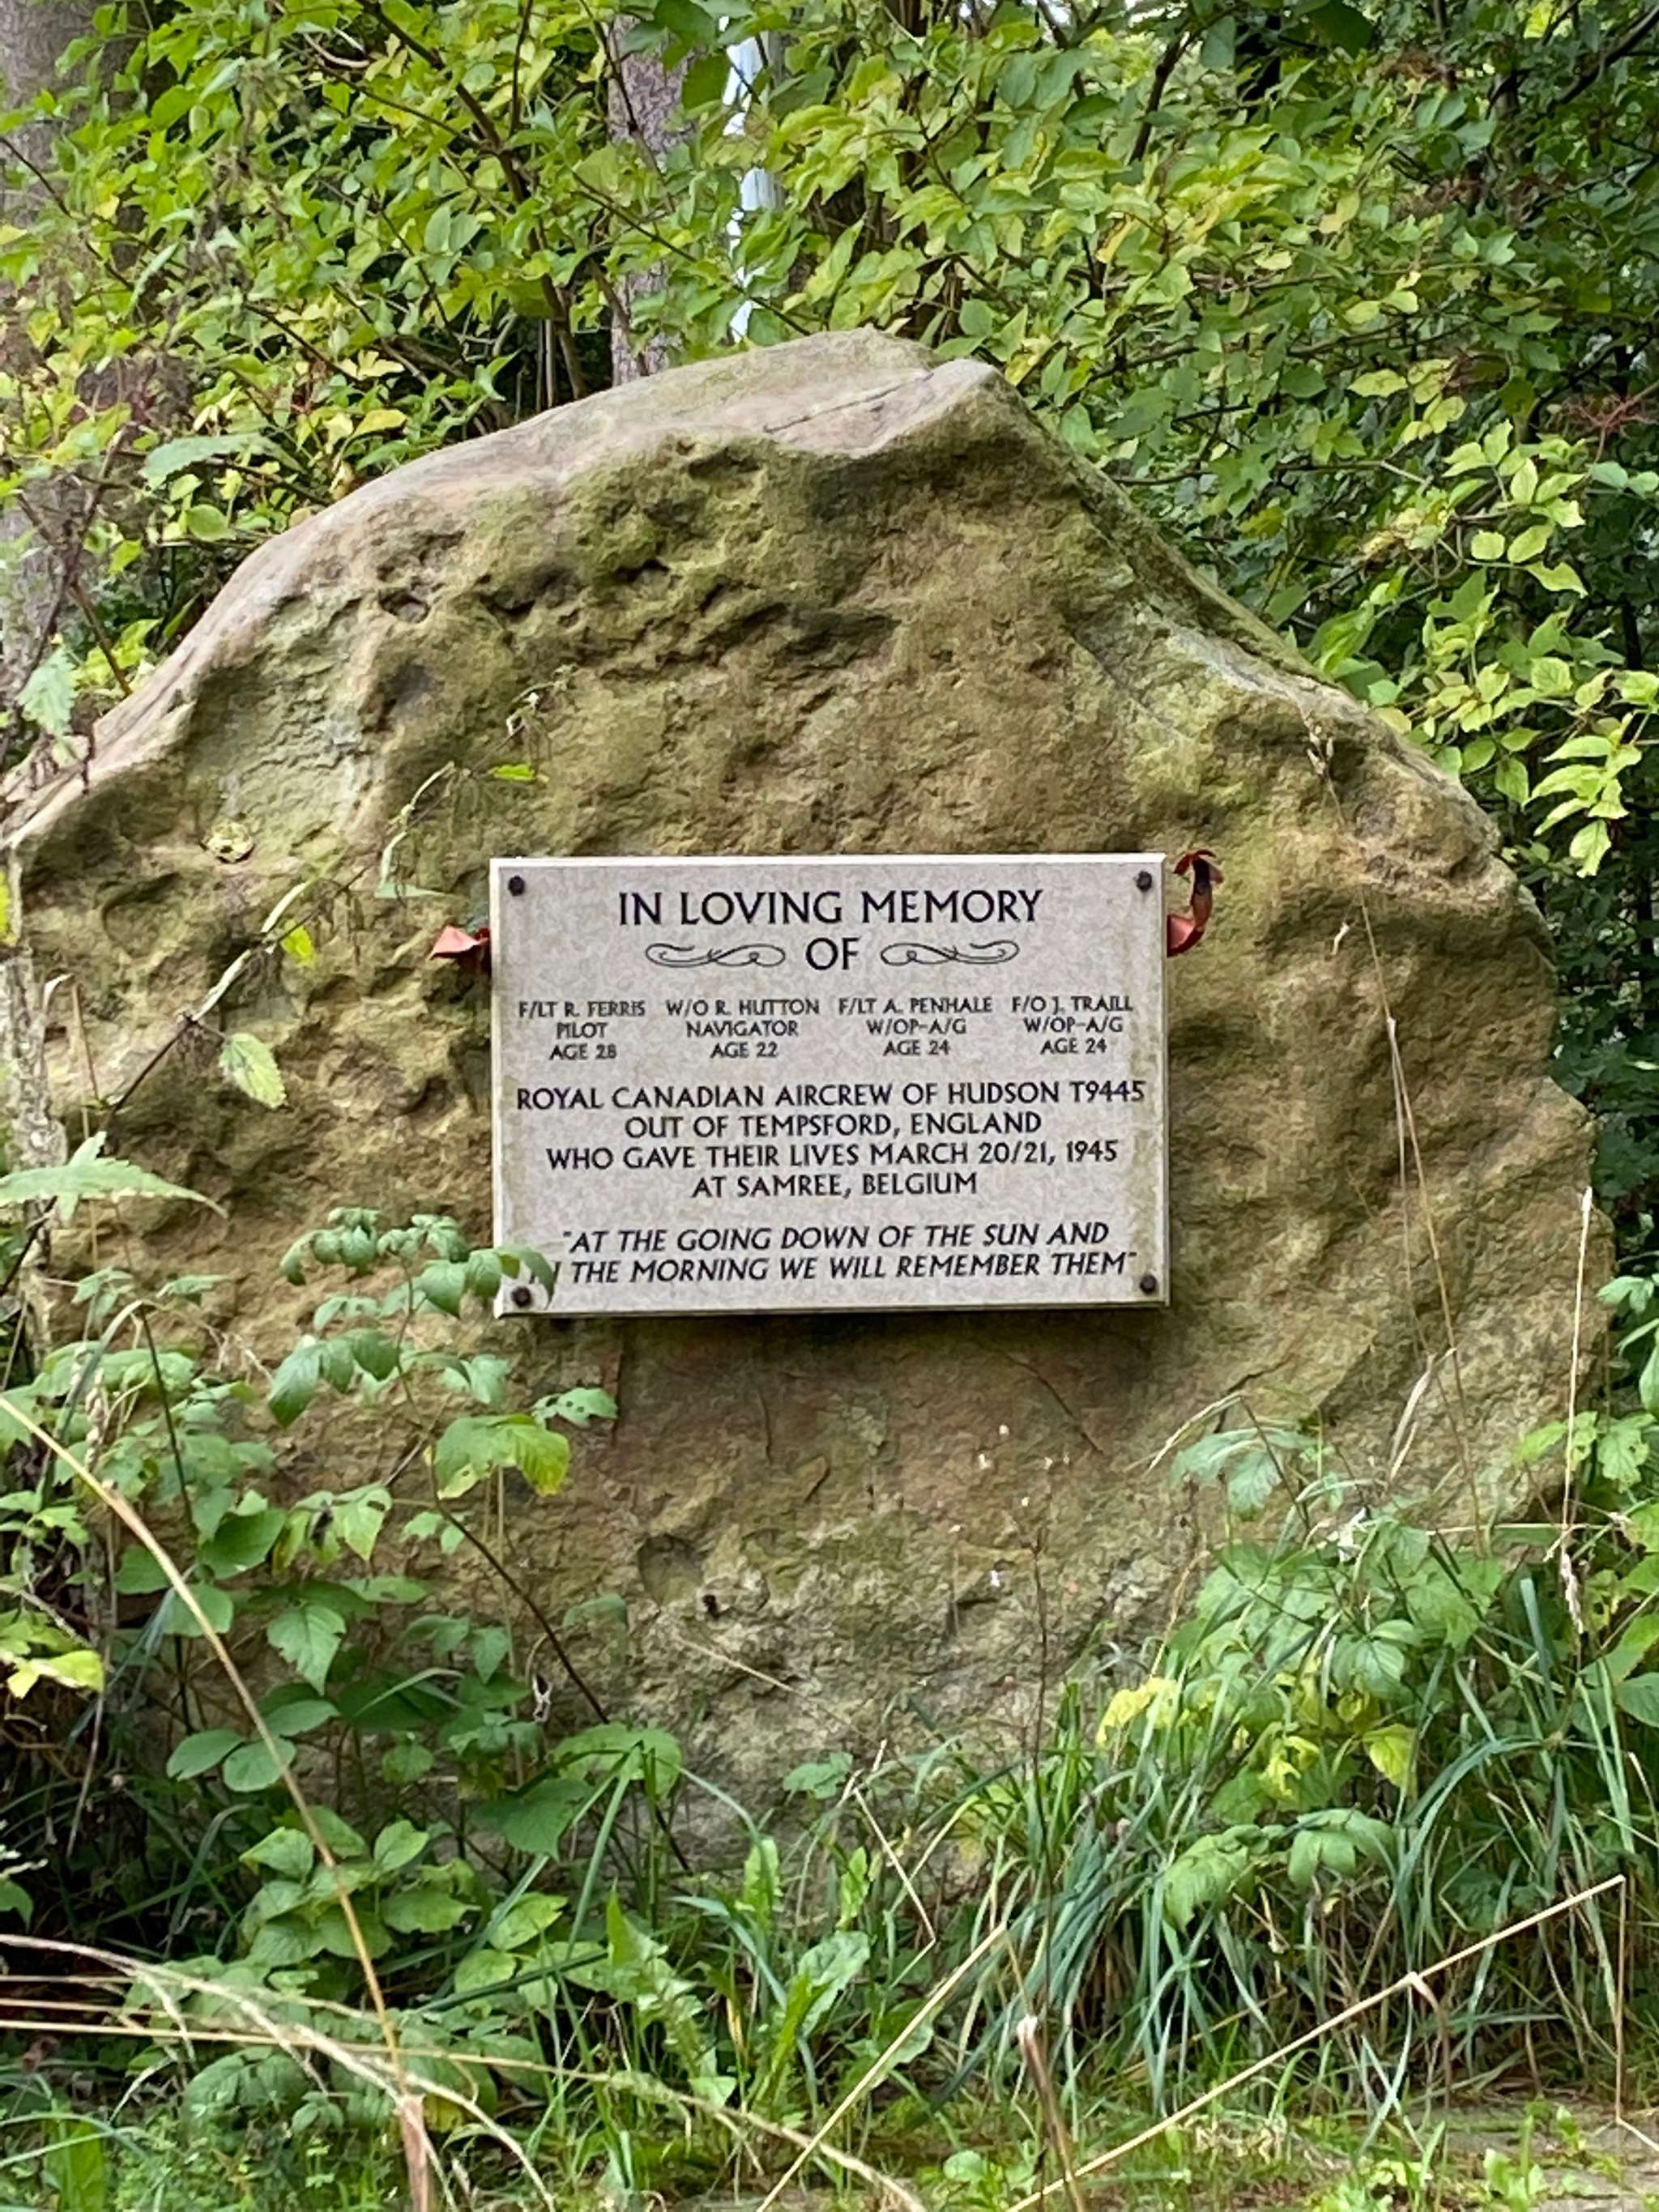 IN LOVING MEMORY
OF
F/LT R. FERRIS W/O R. HUTTON F/LT A. PENHALE F/O J. TRAILL
PILOT NAVIGATOR W/OP-A/G W/OP-A/G
AGE 28 AGE 22 AGE 24 AGE 24
ROYAL CANADIAN AIRCREW OF HUDSON T9445
OUT OF TEMPSFORD, ENGLAND
WHO GAVE THEIR LIVES MARCH 20/21, 1945
AT SAMREE, BELGIUM
"AT THE GOING DOWN OF THE SUN AND
IN THE MORNING WE WILL REMEMBER THEM"